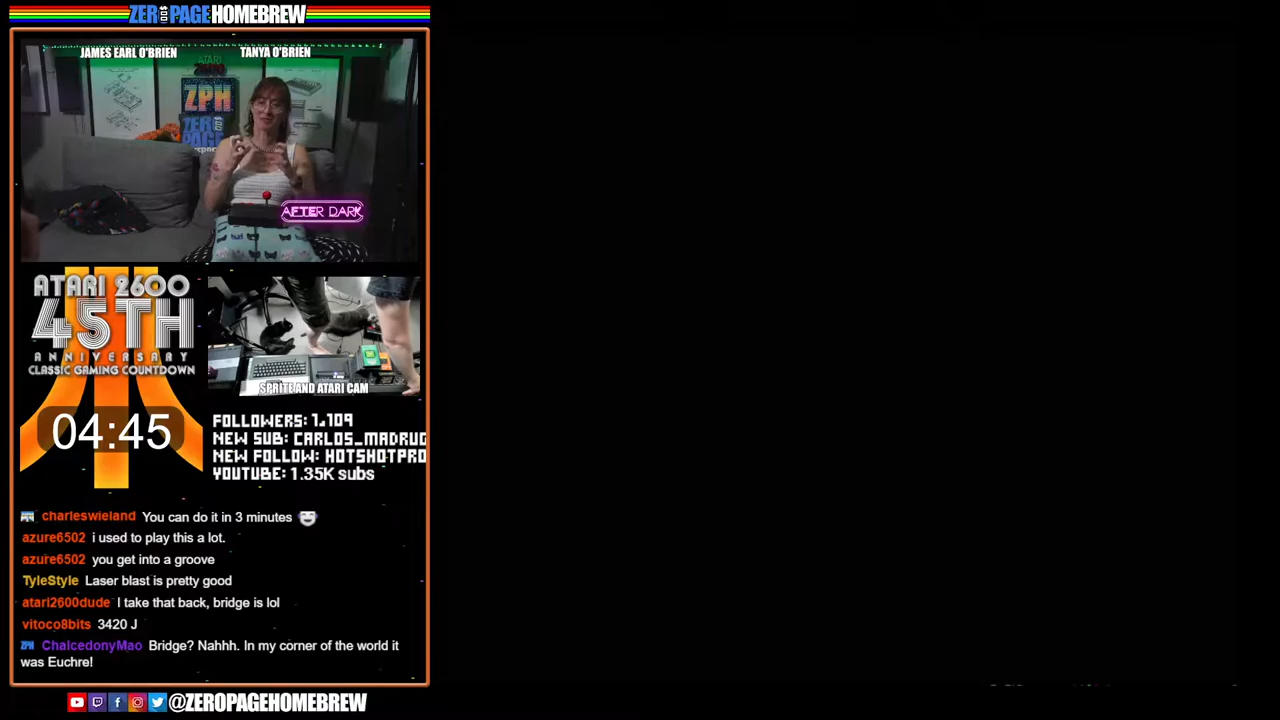 ZEROPAGEHOMEBREW
JAMES EARL O'BRIEN
TANYA O'BRIEN
ATARI
ZPH
ZERO
PAGE
AFTER DARK
ATARI 2600
45TH
ANNIVERSARY
CLASSIC GAMING COUNTDOWN
04:45
SPRITE AND ATARI CAM
FOLLOWERS: 1,109
NEW SUB: CARLOS_MADRUG
NEW FOLLOW: HOTSHOTPRO
YOUTUBE: 1.35K subs
charleswieland You can do it in 3 minutes
azure6502 i used to play this a lot.
azure6502 you get into a groove
TyleStyle Laser blast is pretty good
atari2600dude I take that back, bridge is lol
vitoco8bits 3420 J
ZPH ChalcedonyMao Bridge? Nahhh. In my corner of the world it
was Euchre!
@ZEROPAGEHOMEBREW